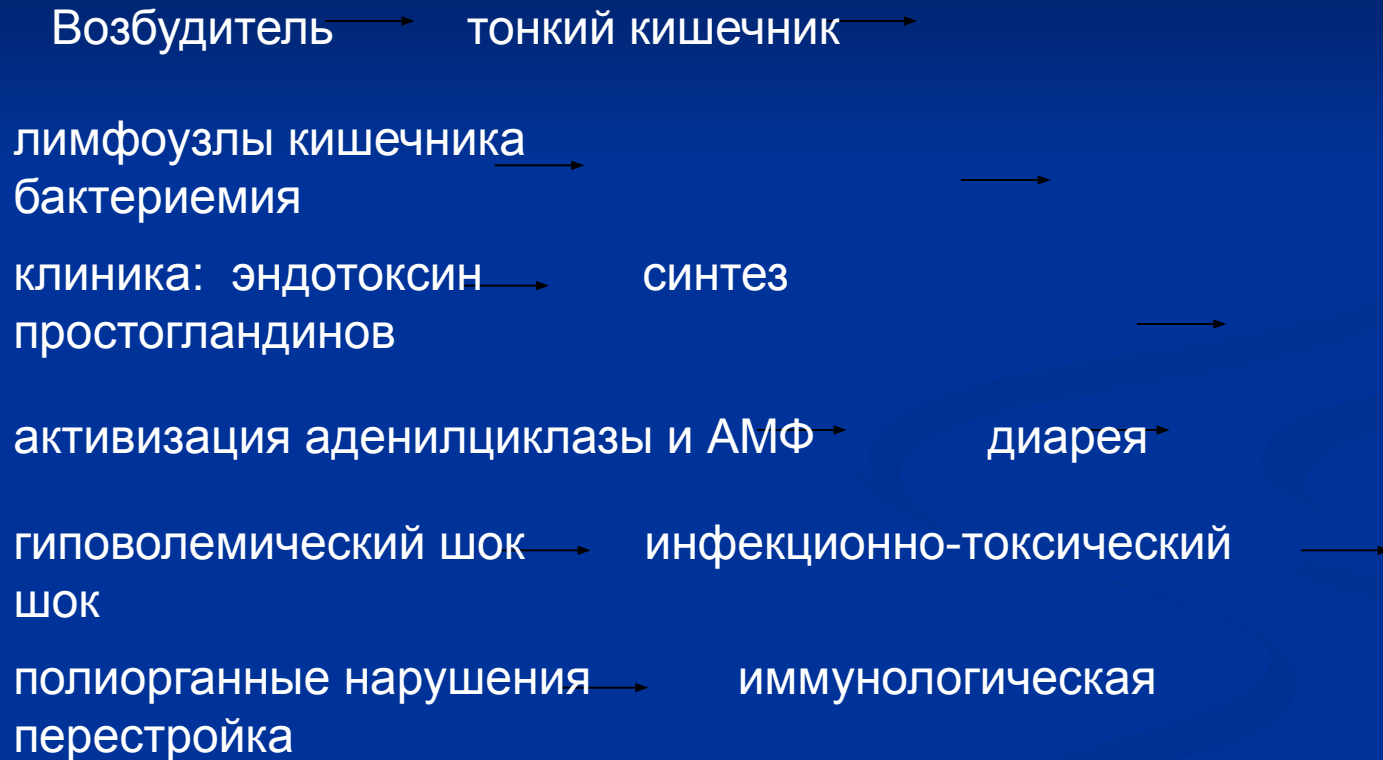 Возбудитель тонкий кишечник
лимфоузлы кишечника
бактериемия
клиника: эндотоксин синтез
простогландинов
активизация аденилциклазы и АМФ диарея
гиповолемический шок инфекционно-токсический
шок
полиорганные нарушения иммунологическая
перестройка